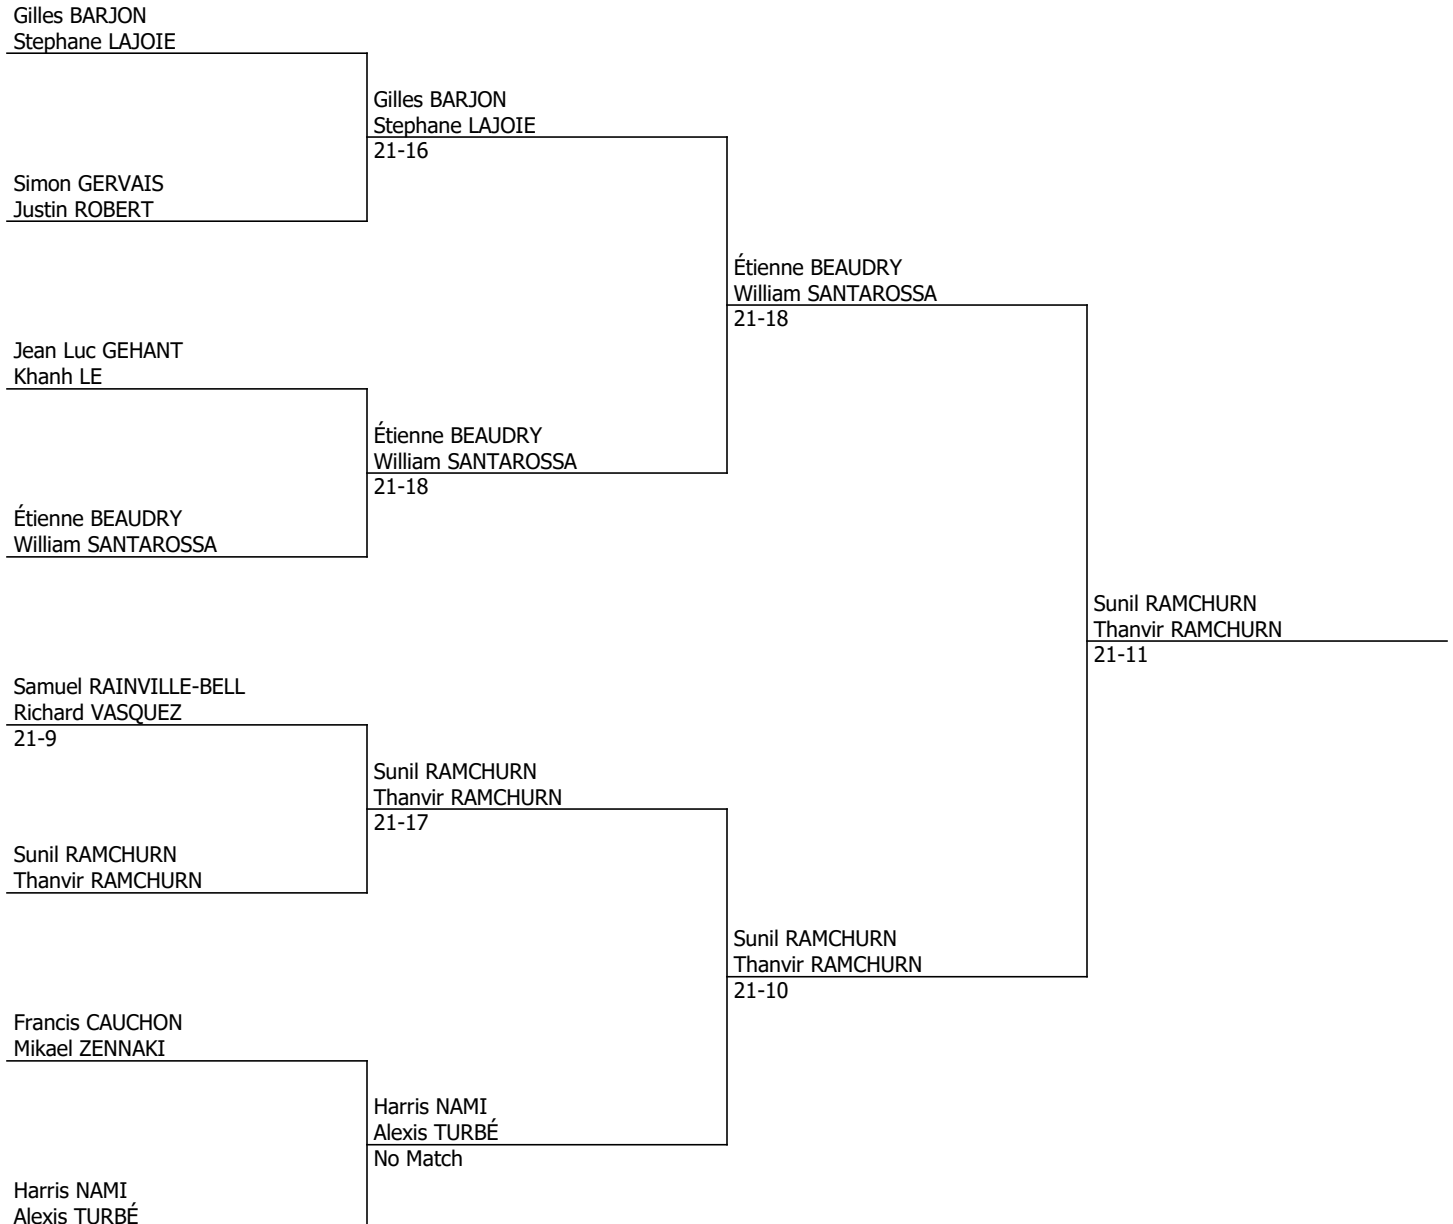 Gilles BARJON
Stephane LAJOIE
Gilles BARJON
Stephane LAJOIE
21-16
Simon GERVAIS
Justin ROBERT
Étienne BEAUDRY
William SANTAROSSA
21-18
Jean Luc GEHANT
Khanh LE
Étienne BEAUDRY
William SANTAROSSA
21-18
Étienne BEAUDRY
William SANTAROSSA
Sunil RAMCHURN
Thanvir RAMCHURN
21-11
Samuel RAINVILLE-BELL
Richard VASQUEZ
21-9
Sunil RAMCHURN
Thanvir RAMCHURN
21-17
Sunil RAMCHURN
Thanvir RAMCHURN
Sunil RAMCHURN
Thanvir RAMCHURN
21-10
Francis CAUCHON
Mikael ZENNAKI
Harris NAMI
Alexis TURBÉ
No Match
Harris NAMI
Alexis TURBÉ